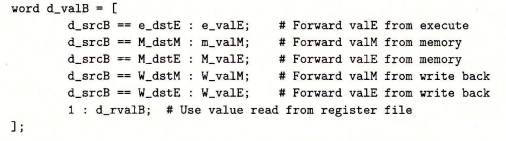 word d_valB = [
d_srcB == e_dstE : e_valE; # Forward valE from execute
d_srcB == M_dstM : m_valM; # Forward valM from memory
d_srcB == M_dstE : M_valE; # Forward valE from memory
d_srcB == W_dstM : W_valM; # Forward valM from write back
d_srcB == W_dstE : W_valE; # Forward valE from write back
1 : d_rvalB; # Use value read from register file
];